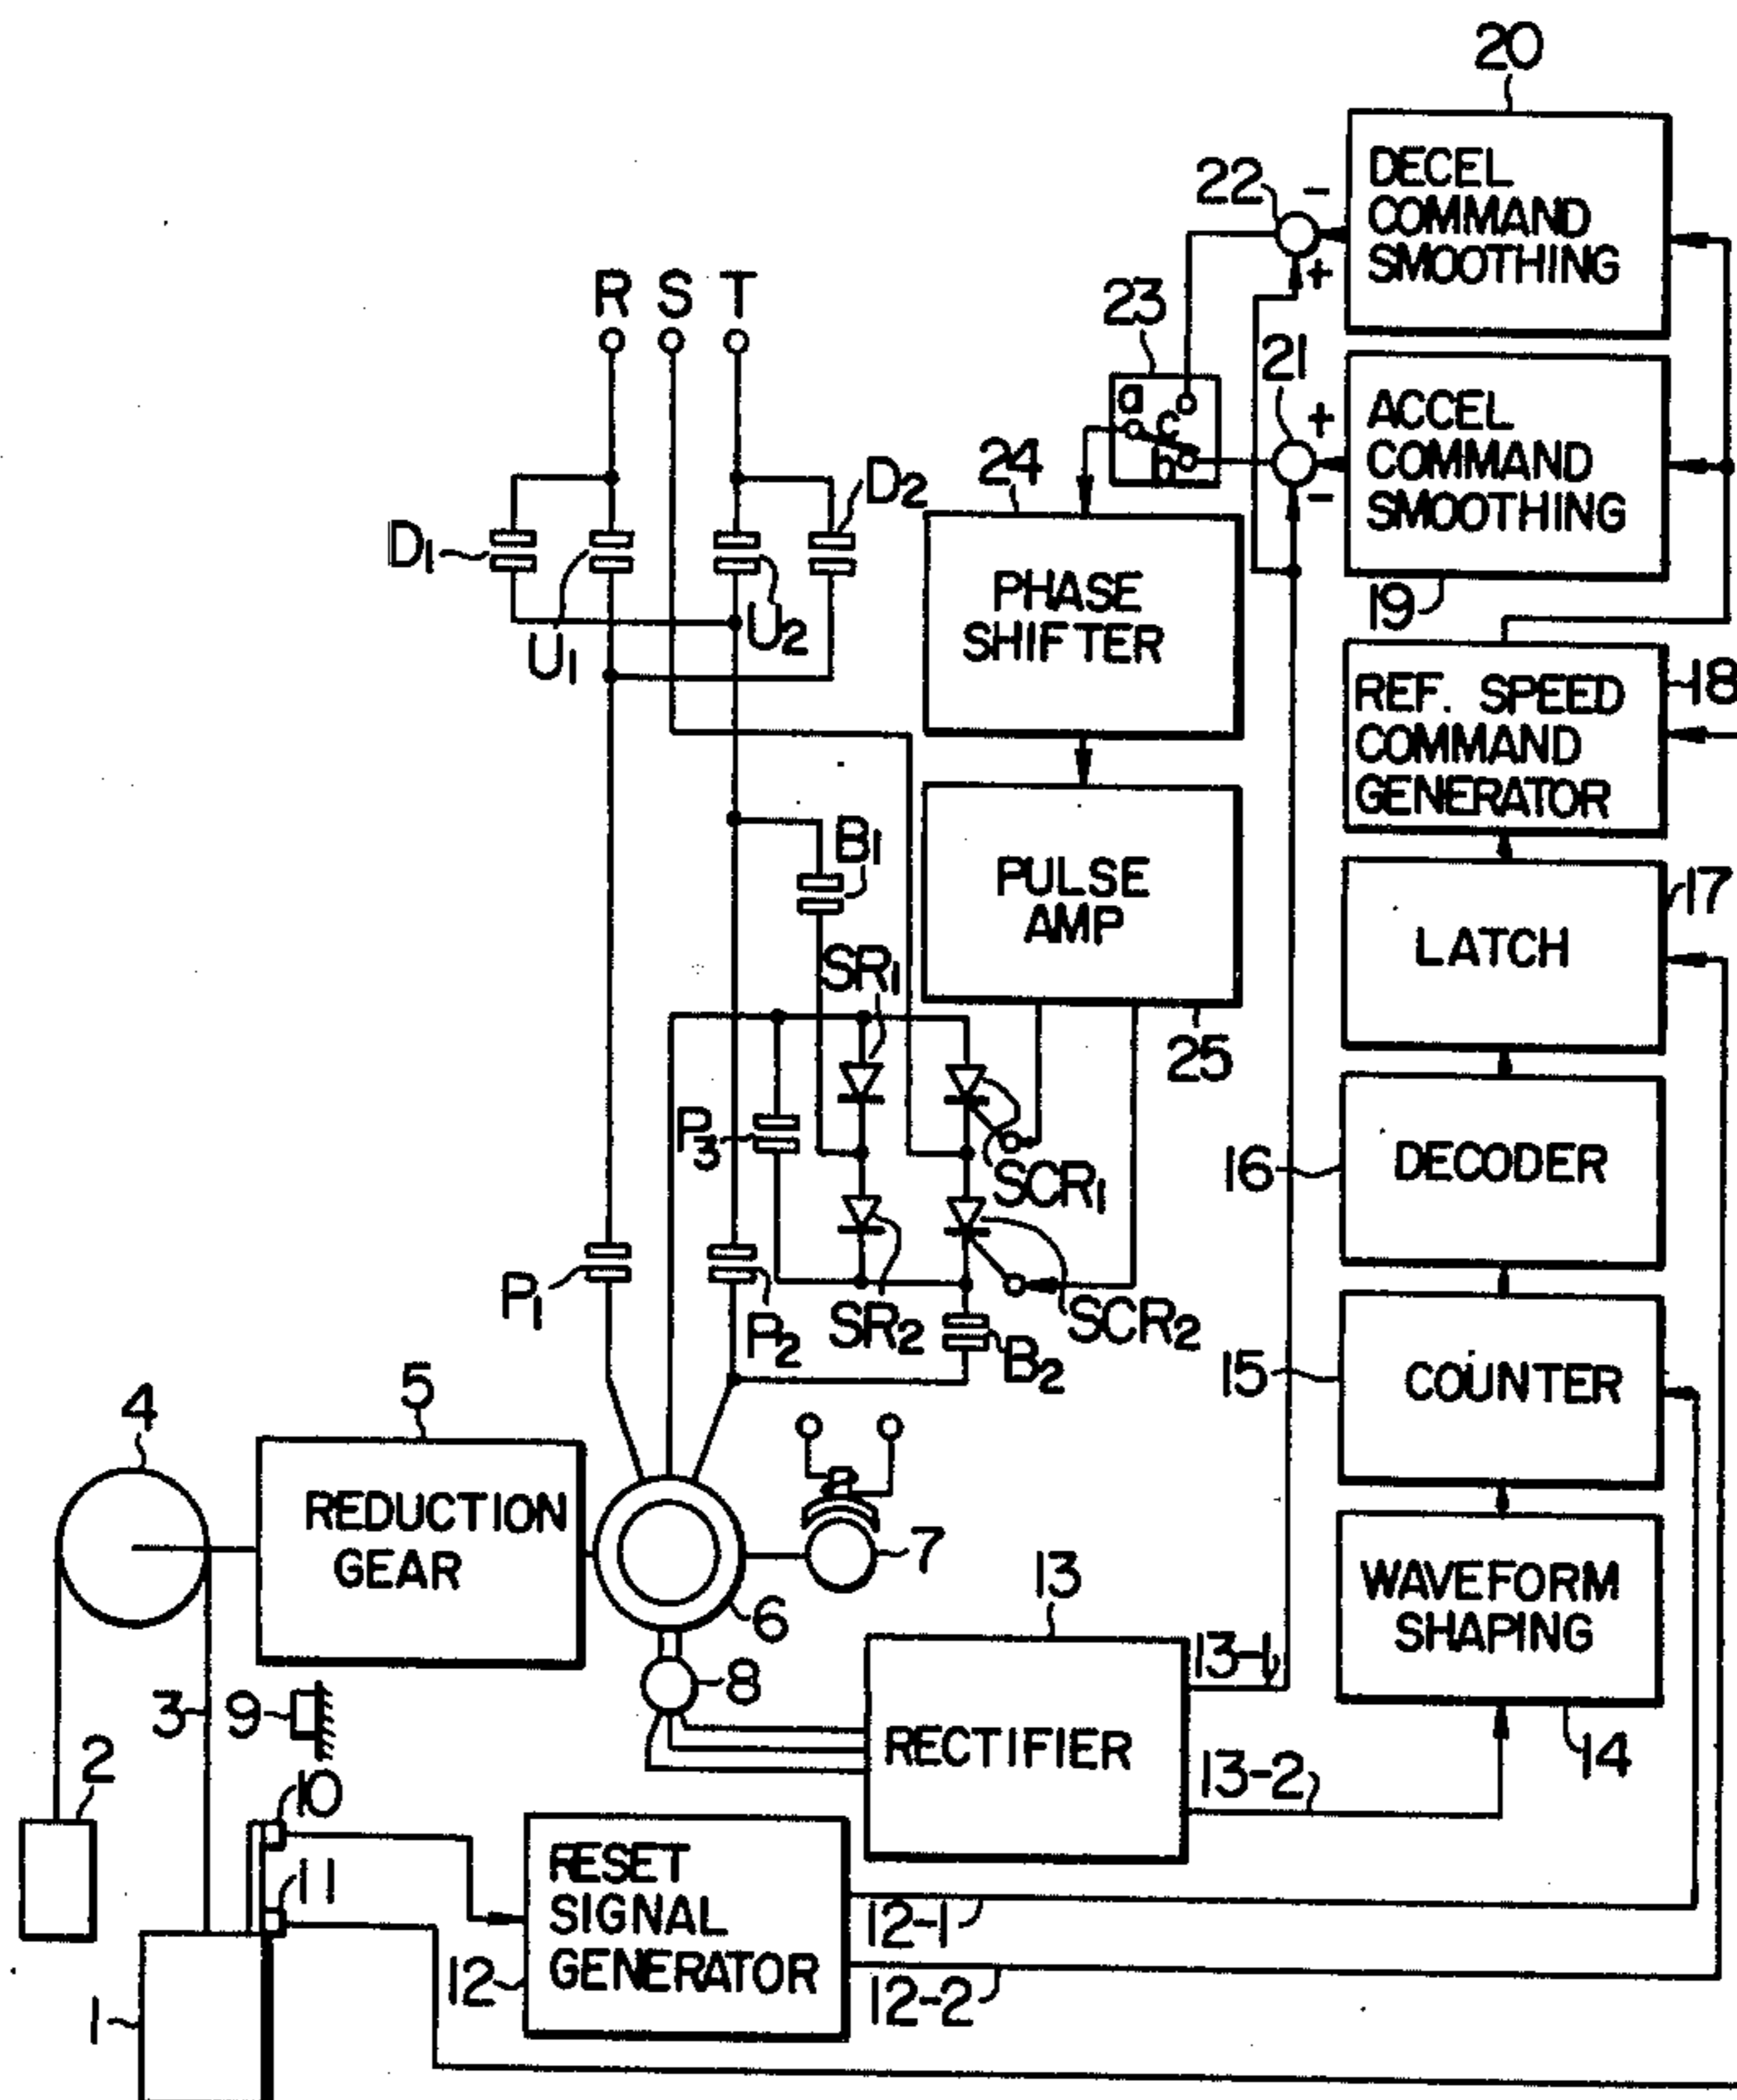 20
DECEL
COMMAND
SMOOTHING
22
-
+
R S T
23
a
c
b
21
+
-
ACCEL
COMMAND
SMOOTHING
19
24
D1
U1
U2
D2
PHASE
SHIFTER
REF. SPEED
COMMAND
GENERATOR
18
B1
PULSE
AMP
25
LATCH
17
SR1
P3
SCR1
DECODER
16
P1
P2
SR2
SCR2
B2
COUNTER
15
4
5
REDUCTION
GEAR
6
7
8
13
RECTIFIER
13-1
13-2
WAVEFORM
SHAPING
14
3
9
2
10
11
RESET
SIGNAL
GENERATOR
12
12-1
12-2
1